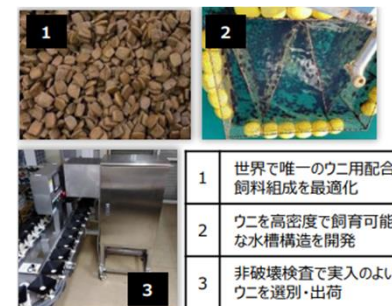 1
2
3
1
世界で唯一のウニ用配合
飼料組成を最適化
2
ウニを高密度で飼育可能
な水槽構造を開発
3
非破壊検査で実入のよい
ウニを選別・出荷